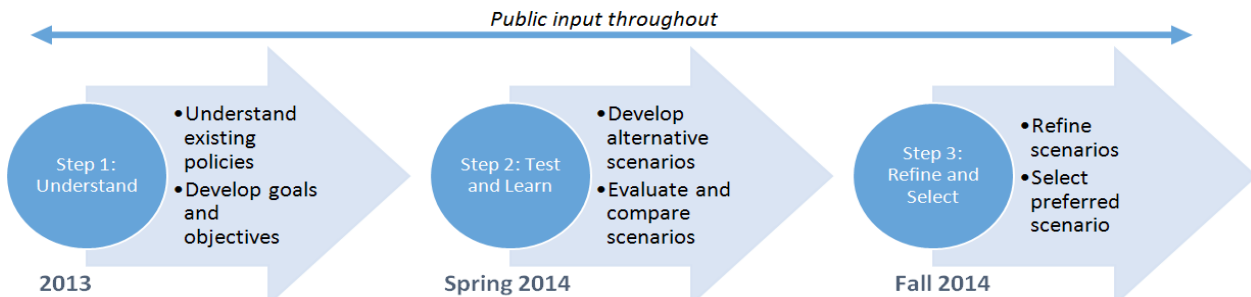 Public input throughout
Step 1:
Understand
•Understand
existing
policies
•Develop goals
and
objectives
2013
Step 2: Test
and Learn
•Develop
alternative
scenarios
•Evaluate and
compare
scenarios
Spring 2014
Step 3:
Refine and
Select
•Refine
scenarios
•Select
preferred
scenario
Fall 2014